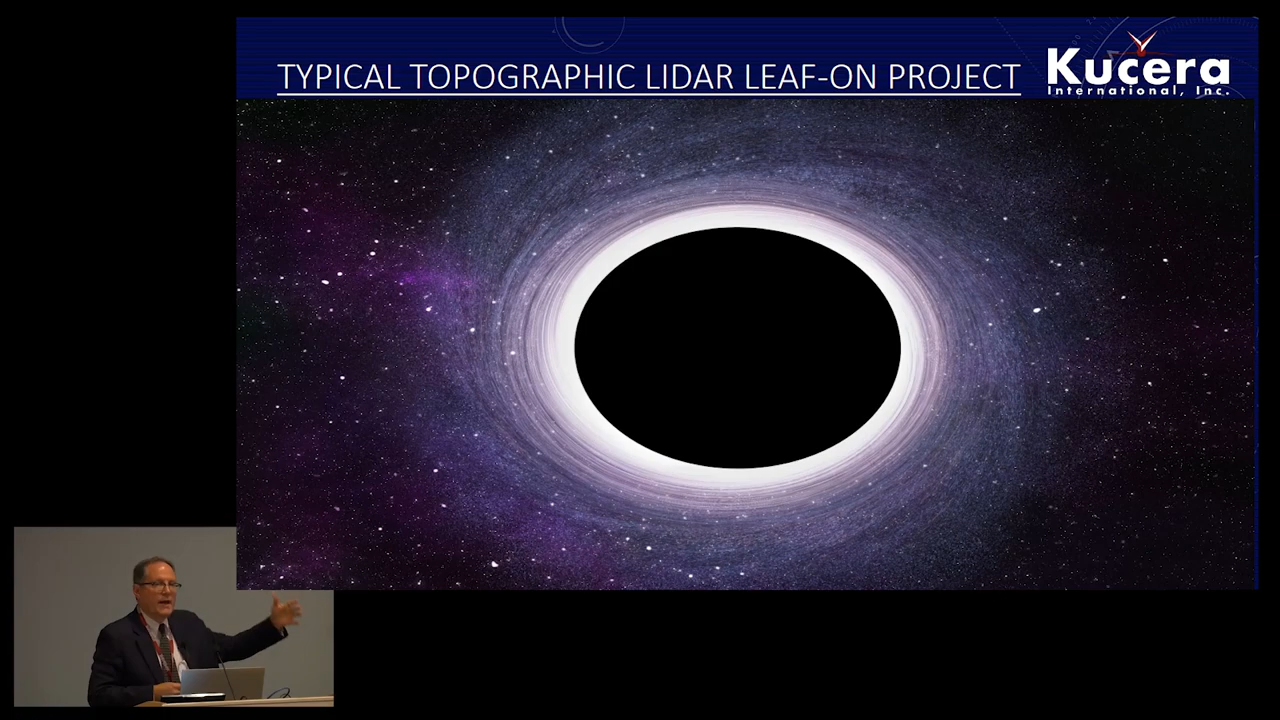 TYPICAL TOPOGRAPHIC LIDAR LEAF-ON PROJECT
Kucera
International, Inc.